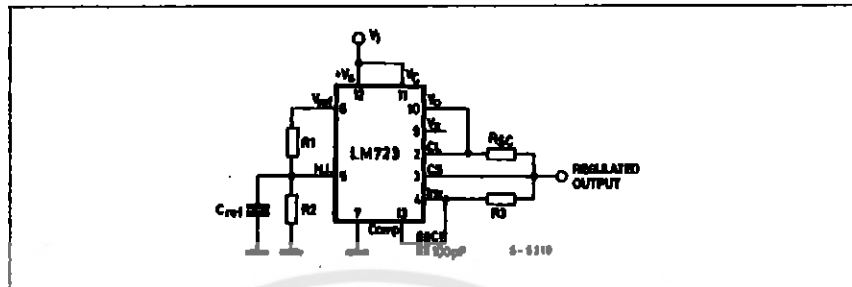 Vi
+Vs
VC
12
11
Vref
6
VO
10
R1
VZ
9
LM723
CL
2
RSC
N.I.
5
CS
3
REGULATED
OUTPUT
Cref
R2
4
R3
7
Comp
13
100pF
S-5210